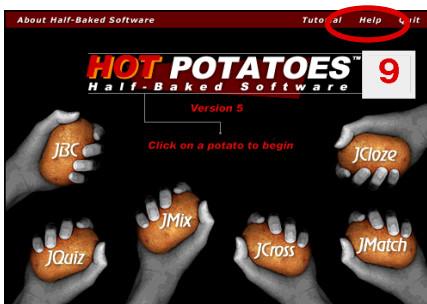 About Half-Baked Software Tutorial Help Quit
HOT POTATOES™
Half-Baked Software
9
Version 5
Click on a potato to begin
JBC
JCloze
JMix
JQuiz
JCross
JMatch